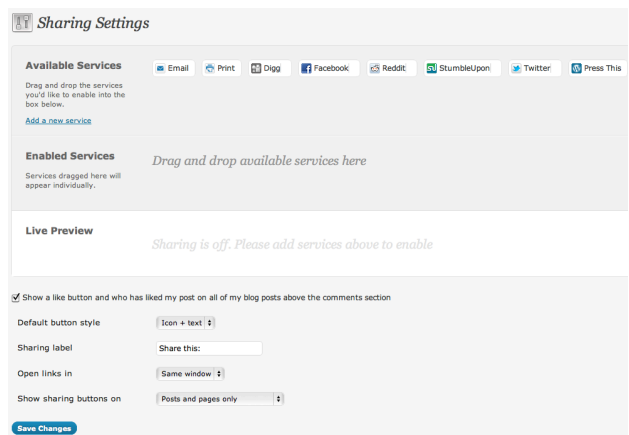 Sharing Settings
Available Services
Drag and drop the services
you'd like to enable into the
box below.
Add a new service
Email Print Digg Facebook Reddit StumbleUpon Twitter Press This
Enabled Services
Services dragged here will
appear individually.
Drag and drop available services here
Live Preview
Sharing is off. Please add services above to enable
Show a like button and who has liked my post on all of my blog posts above the comments section
Default button style Icon + text
Sharing label Share this:
Open links in Same window
Show sharing buttons on Posts and pages only
Save Changes